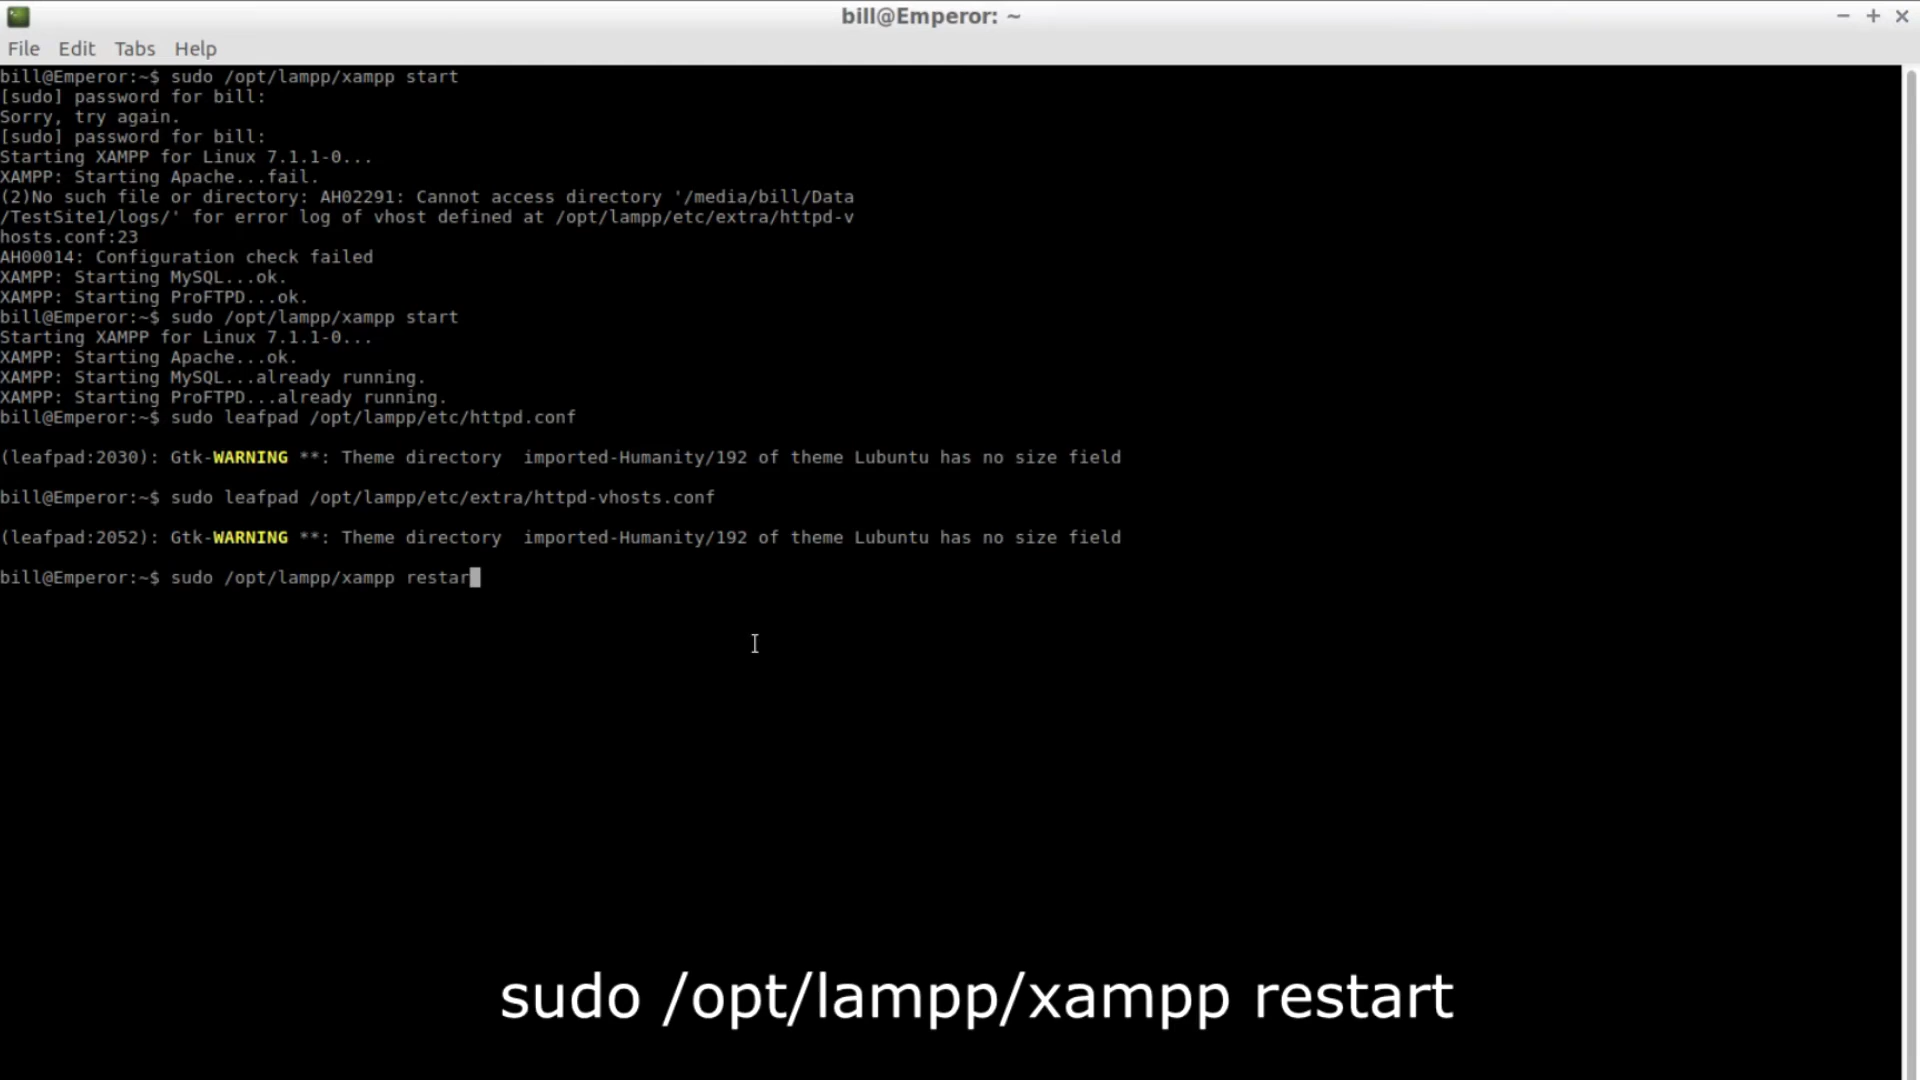 bill@Emperor: ~
File Edit Tabs Help
bill@Emperor:~$ sudo /opt/lampp/xampp start
[sudo] password for bill:
Sorry, try again.
[sudo] password for bill:
Starting XAMPP for Linux 7.1.1-0...
XAMPP: Starting Apache...fail.
(2)No such file or directory: AH02291: Cannot access directory '/media/bill/Data
/TestSite1/logs/' for error log of vhost defined at /opt/lampp/etc/extra/httpd-v
hosts.conf:23
AH00014: Configuration check failed
XAMPP: Starting MySQL...ok.
XAMPP: Starting ProFTPD...ok.
bill@Emperor:~$ sudo /opt/lampp/xampp start
Starting XAMPP for Linux 7.1.1-0...
XAMPP: Starting Apache...ok.
XAMPP: Starting MySQL...already running.
XAMPP: Starting ProFTPD...already running.
bill@Emperor:~$ sudo leafpad /opt/lampp/etc/httpd.conf
(leafpad:2030): Gtk-WARNING **: Theme directory  imported-Humanity/192 of theme Lubuntu has no size field
bill@Emperor:~$ sudo leafpad /opt/lampp/etc/extra/httpd-vhosts.conf
(leafpad:2052): Gtk-WARNING **: Theme directory  imported-Humanity/192 of theme Lubuntu has no size field
bill@Emperor:~$ sudo /opt/lampp/xampp restar
sudo /opt/lampp/xampp restart